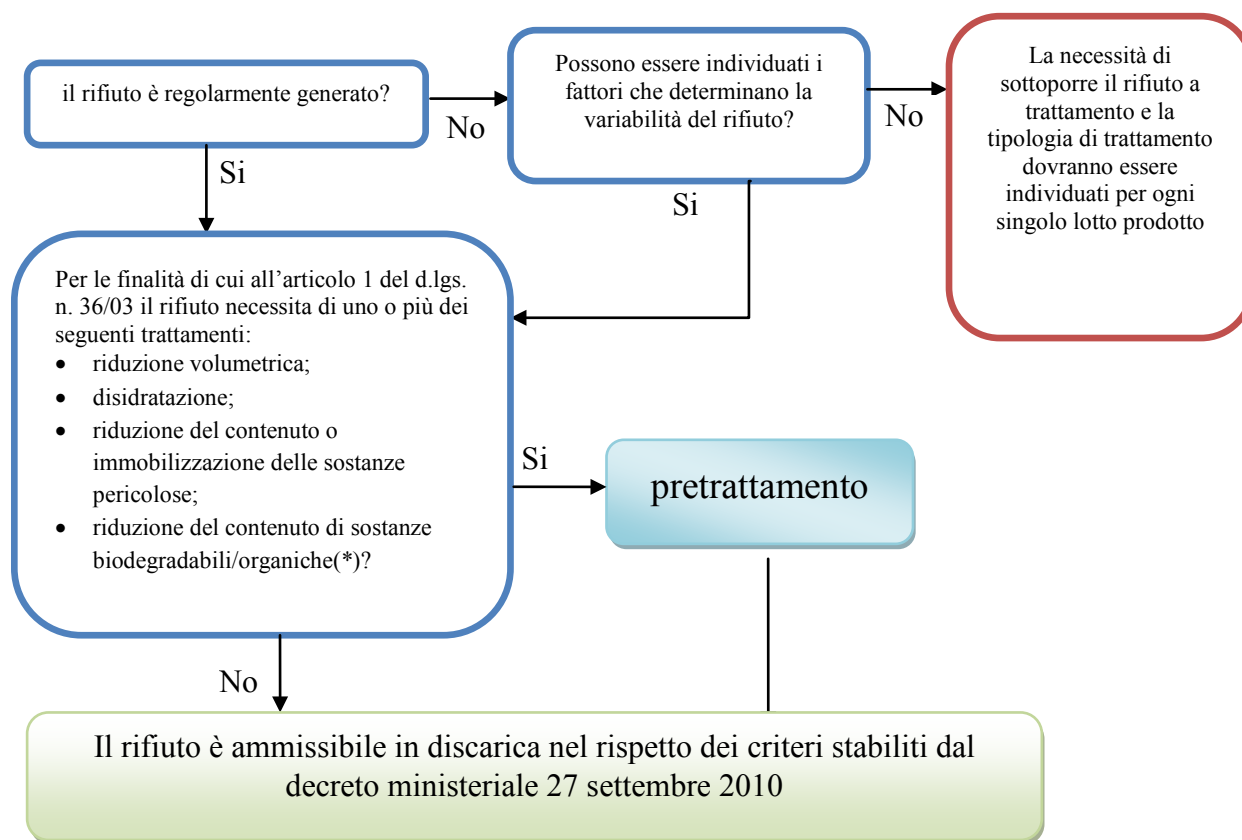 il rifiuto è regolarmente generato?
No
Possono essere individuati i
fattori che determinano la
variabilità del rifiuto?
No
La necessità di
sottoporre il rifiuto a
trattamento e la
tipologia di trattamento
dovranno essere
individuati per ogni
singolo lotto prodotto
Si
Si
Per le finalità di cui all’articolo 1 del d.lgs.
n. 36/03 il rifiuto necessita di uno o più dei
seguenti trattamenti:
• riduzione volumetrica;
• disidratazione;
• riduzione del contenuto o
immobilizzazione delle sostanze
pericolose;
• riduzione del contenuto di sostanze
biodegradabili/organiche(*)?
Si
pretrattamento
No
Il rifiuto è ammissibile in discarica nel rispetto dei criteri stabiliti dal
decreto ministeriale 27 settembre 2010